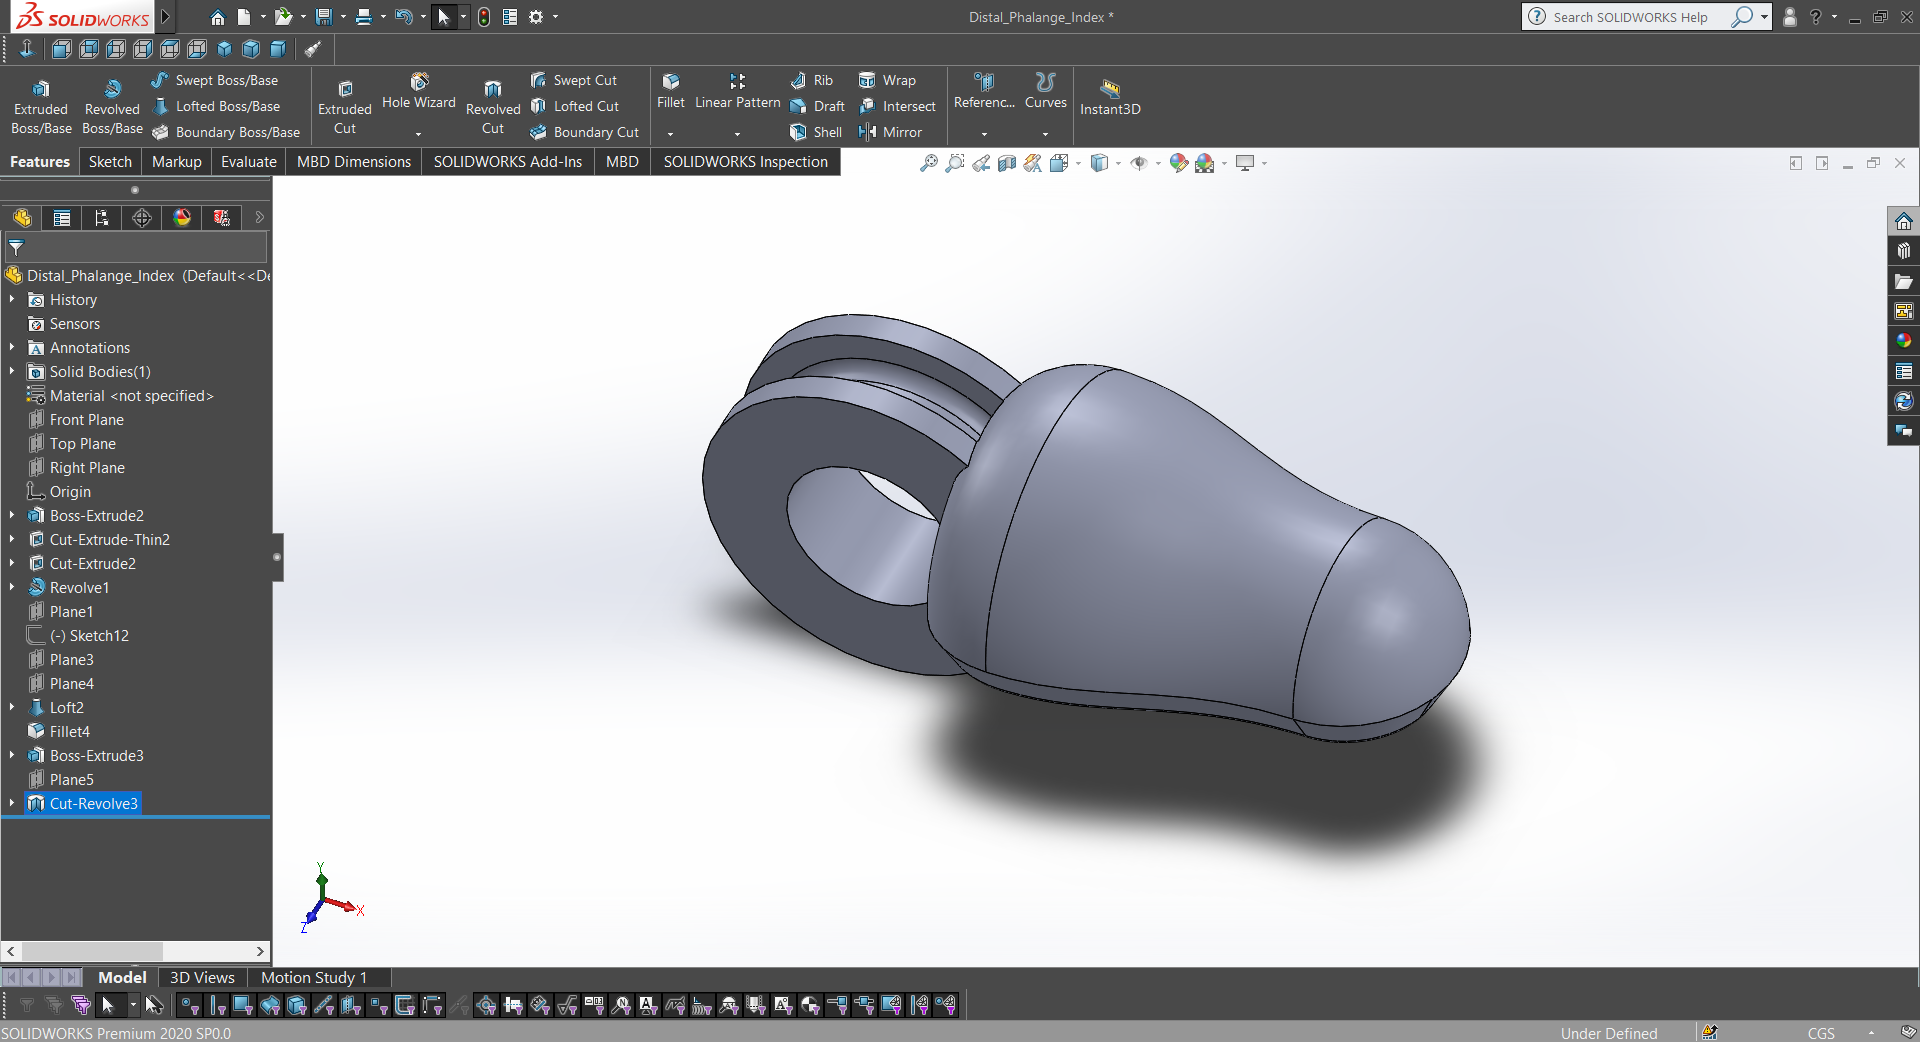 SOLIDWORKS
Distal_Phalange_Index *
Search SOLIDWORKS Help
Extruded Boss/Base
Revolved Boss/Base
Swept Boss/Base
Lofted Boss/Base
Boundary Boss/Base
Extruded Cut
Hole Wizard
Revolved Cut
Swept Cut
Lofted Cut
Boundary Cut
Fillet
Linear Pattern
Rib
Draft
Shell
Wrap
Intersect
Mirror
Referenc...
Curves
Instant3D
Features
Sketch
Markup
Evaluate
MBD Dimensions
SOLIDWORKS Add-Ins
MBD
SOLIDWORKS Inspection
Distal_Phalange_Index (Default<<De
History
Sensors
Annotations
Solid Bodies(1)
Material <not specified>
Front Plane
Top Plane
Right Plane
Origin
Boss-Extrude2
Cut-Extrude-Thin2
Cut-Extrude2
Revolve1
Plane1
(-) Sketch12
Plane3
Plane4
Loft2
Fillet4
Boss-Extrude3
Plane5
Cut-Revolve3
Y
X
Z
Model
3D Views
Motion Study 1
SOLIDWORKS Premium 2020 SP0.0
Under Defined
CGS